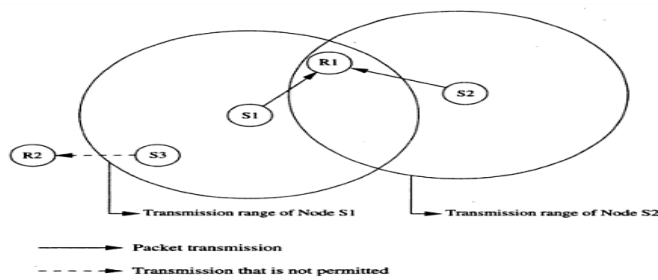 R1
S2
S1
R2
S3
Transmission range of Node S1
Transmission range of Node S2
Packet transmission
Transmission that is not permitted